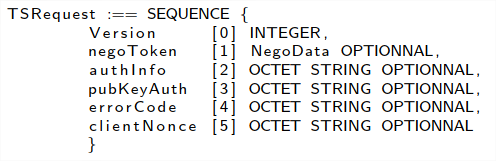 TSRequest :== SEQUENCE {
Version [0] INTEGER,
negoToken [1] NegoData OPTIONNAL,
authInfo [2] OCTET STRING OPTIONNAL,
pubKeyAuth [3] OCTET STRING OPTIONNAL,
errorCode [4] OCTET STRING OPTIONNAL,
clientNonce [5] OCTET STRING OPTIONNAL
}